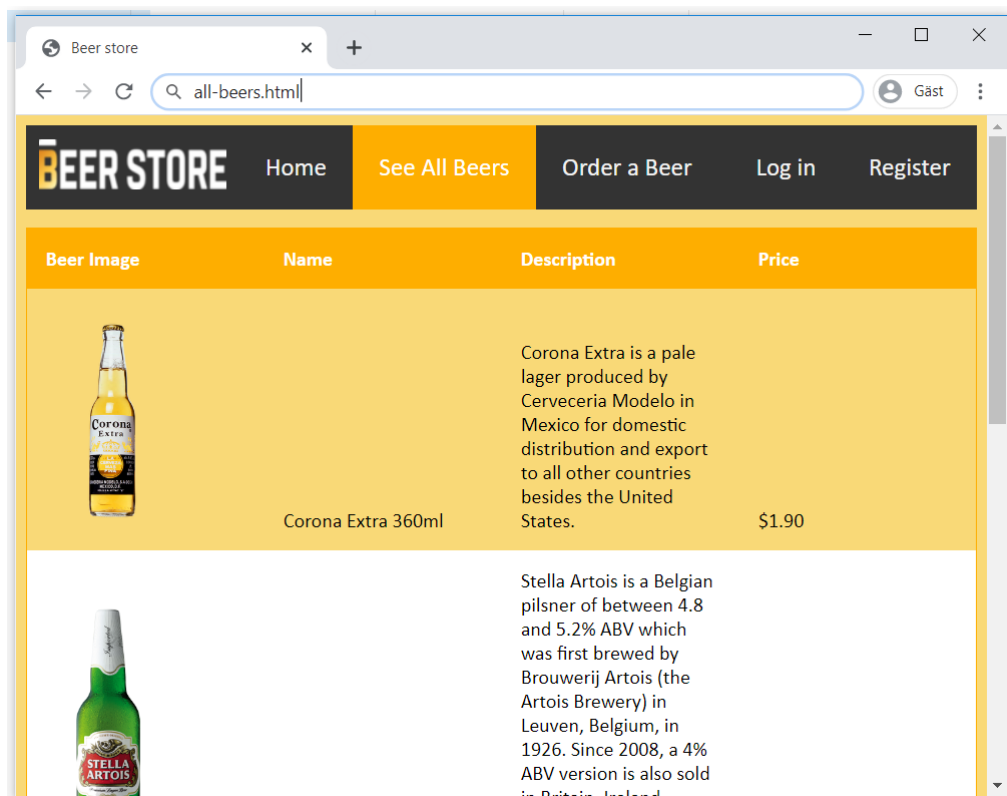 Beer store
all-beers.html
Gäst
BEER STORE
Home
See All Beers
Order a Beer
Log in
Register
Beer Image
Name
Description
Price
Corona
Extra
Corona Extra 360ml
Corona Extra is a pale
lager produced by
Cerveceria Modelo in
Mexico for domestic
distribution and export
to all other countries
besides the United
States.
$1.90
STELLA
ARTOIS
Stella Artois is a Belgian
pilsner of between 4.8
and 5.2% ABV which
was first brewed by
Brouwerij Artois (the
Artois Brewery) in
Leuven, Belgium, in
1926. Since 2008, a 4%
ABV version is also sold
in Britain, Ireland,